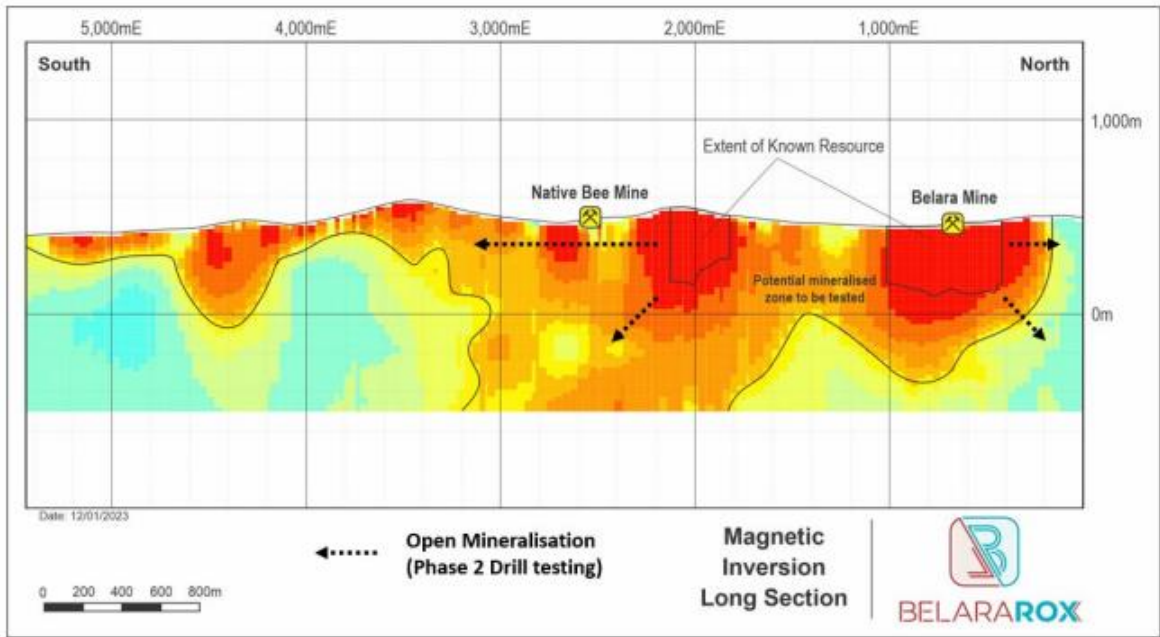 5,000mE 4,000mE 3,000mE 2,000mE 1,000mE
South North
1,000m
Extent of Known Resource
Native Bee Mine Belara Mine
Potential mineralised
zone to be tested
0m
Date: 12/01/2023
Open Mineralisation
(Phase 2 Drill testing)
0 200 400 600 800m
Magnetic
Inversion
Long Section
BELARAROX